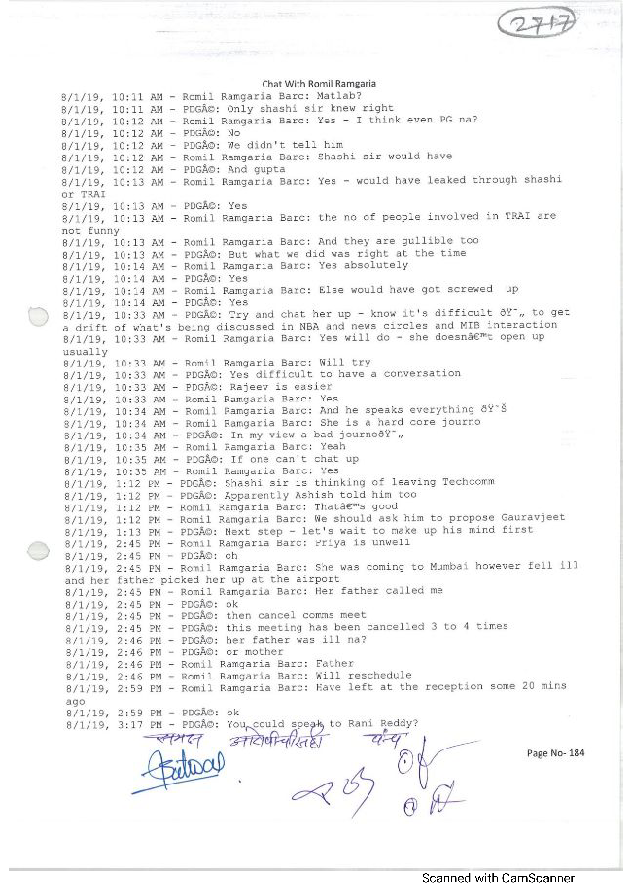 2717
Chat With Romil Ramgaria
8/1/19, 10:11 AM - Romil Ramgaria Barc: Matlab?
8/1/19, 10:11 AM - PDGÂ©: Only shashi sir knew right
8/1/19, 10:12 AM - Romil Ramgaria Barc: Yes - I think even PG na?
8/1/19, 10:12 AM - PDGÂ©: No
8/1/19, 10:12 AM - PDGÂ©: We didn't tell him
8/1/19, 10:12 AM - Romil Ramgaria Barc: Shashi sir would have
8/1/19, 10:12 AM - PDGÂ©: And gupta
8/1/19, 10:13 AM - Romil Ramgaria Barc: Yes - would have leaked through shashi
or TRAI
8/1/19, 10:13 AM - PDGÂ©: Yes
8/1/19, 10:13 AM - Romil Ramgaria Barc: the no of people involved in TRAI are
not funny
8/1/19, 10:13 AM - Romil Ramgaria Barc: And they are gullible too
8/1/19, 10:13 AM - PDGÂ©: But what we did was right at the time
8/1/19, 10:14 AM - Romil Ramgaria Barc: Yes absolutely
8/1/19, 10:14 AM - PDGÂ©: Yes
8/1/19, 10:14 AM - Romil Ramgaria Barc: Else would have got screwed up
8/1/19, 10:14 AM - PDGÂ©: Yes
8/1/19, 10:33 AM - PDGÂ©: Try and chat her up - know it's difficult ðŸ˜„ to get
a drift of what's being discussed in NBA and news circles and MIB interaction
8/1/19, 10:33 AM - Romil Ramgaria Barc: Yes will do - she doesnâ€™t open up
usually
8/1/19, 10:33 AM - Romil Ramgaria Barc: Will try
8/1/19, 10:33 AM - PDGÂ©: Yes difficult to have a conversation
8/1/19, 10:33 AM - PDGÂ©: Rajeev is easier
8/1/19, 10:33 AM - Romil Ramgaria Barc: Yes
8/1/19, 10:34 AM - Romil Ramgaria Barc: And he speaks everything ðŸ˜Š
8/1/19, 10:34 AM - Romil Ramgaria Barc: She is a hard core journo
8/1/19, 10:34 AM - PDGÂ©: In my view a bad journoðŸ˜„
8/1/19, 10:35 AM - Romil Ramgaria Barc: Yeah
8/1/19, 10:35 AM - PDGÂ©: If one can't chat up
8/1/19, 10:35 AM - Romil Ramgaria Barc: Yes
8/1/19, 1:12 PM - PDGÂ©: Shashi sir is thinking of leaving Techcomm
8/1/19, 1:12 PM - PDGÂ©: Apparently Ashish told him too
8/1/19, 1:12 PM - Romil Ramgaria Barc: Thatâ€™s good
8/1/19, 1:12 PM - Romil Ramgaria Barc: We should ask him to propose Gauravjeet
8/1/19, 1:13 PM - PDGÂ©: Next step - let's wait to make up his mind first
8/1/19, 2:45 PM - Romil Ramgaria Barc: Priya is unwell
8/1/19, 2:45 PM - PDGÂ©: oh
8/1/19, 2:45 PM - Romil Ramgaria Barc: She was coming to Mumbai however fell ill
and her father picked her up at the airport
8/1/19, 2:45 PM - Romil Ramgaria Barc: Her father called me
8/1/19, 2:45 PM - PDGÂ©: ok
8/1/19, 2:45 PM - PDGÂ©: then cancel comms meet
8/1/19, 2:45 PM - PDGÂ©: this meeting has been cancelled 3 to 4 times
8/1/19, 2:46 PM - PDGÂ©: her father was ill na?
8/1/19, 2:46 PM - PDGÂ©: or mother
8/1/19, 2:46 PM - Romil Ramgaria Barc: Father
8/1/19, 2:46 PM - Romil Ramgaria Barc: Will reschedule
8/1/19, 2:59 PM - Romil Ramgaria Barc: Have left at the reception some 20 mins
ago
8/1/19, 2:59 PM - PDGÂ©: ok
8/1/19, 3:17 PM - PDGÂ©: You could speak to Rani Reddy?
समक्ष आरोपीची सही पंच
Page No- 184
Scanned with CamScanner